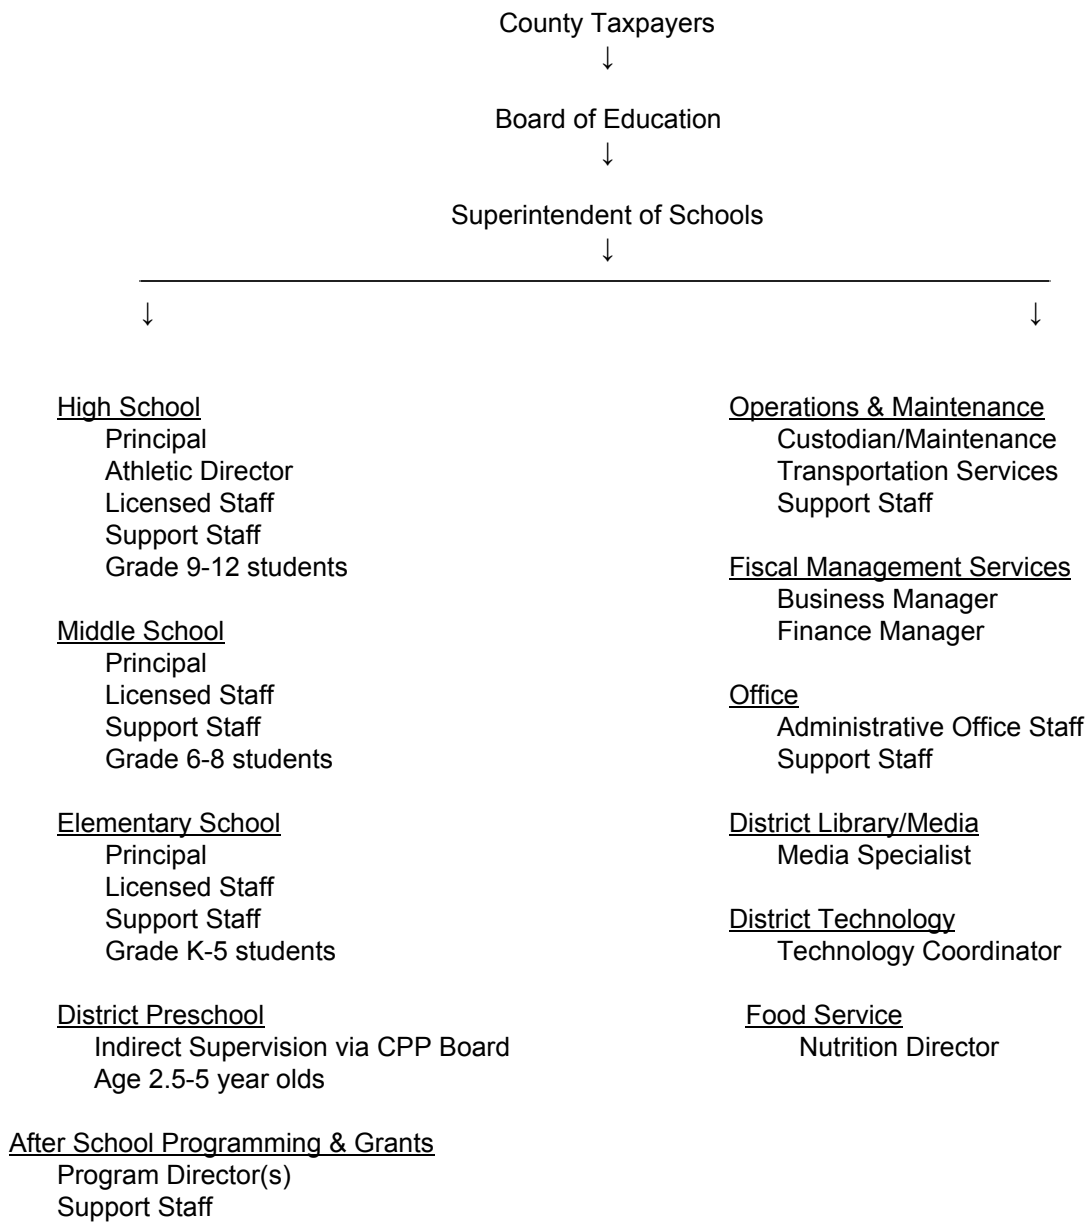 County Taxpayers
↓
Board of Education
↓
Superintendent of Schools
↓
↓ ↓
High School
Principal
Athletic Director
Licensed Staff
Support Staff
Grade 9-12 students
Middle School
Principal
Licensed Staff
Support Staff
Grade 6-8 students
Elementary School
Principal
Licensed Staff
Support Staff
Grade K-5 students
District Preschool
Indirect Supervision via CPP Board
Age 2.5-5 year olds
After School Programming & Grants
Program Director(s)
Support Staff
Operations & Maintenance
Custodian/Maintenance
Transportation Services
Support Staff
Fiscal Management Services
Business Manager
Finance Manager
Office
Administrative Office Staff
Support Staff
District Library/Media
Media Specialist
District Technology
Technology Coordinator
Food Service
Nutrition Director